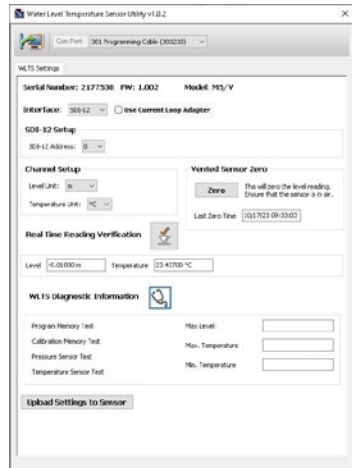 Water Level Temperature Sensor Utility v1.0.2
Com Port: 301 Programming Cable (303230)
WLTS Settings
Serial Number: 2177538 FW: 1.002 Model: M5/V
Interface: SDI-12 Use Current Loop Adapter
SDI-12 Setup
SDI-12 Address: 0
Channel Setup
Level Unit: m
Temperature Unit: °C
Vented Sensor Zero
Zero This will zero the level reading.
Ensure that the sensor is in air.
Last Zero Time 10/17/23 09:33:03
Real Time Reading Verification
Level Temperature 23.43700 °C
WLTS Diagnostic Information
Program Memory Test
Calibration Memory Test
Pressure Sensor Test
Temperature Sensor Test
Max Level:
Max. Temperature
Min. Temperature
Upload Settings to Sensor